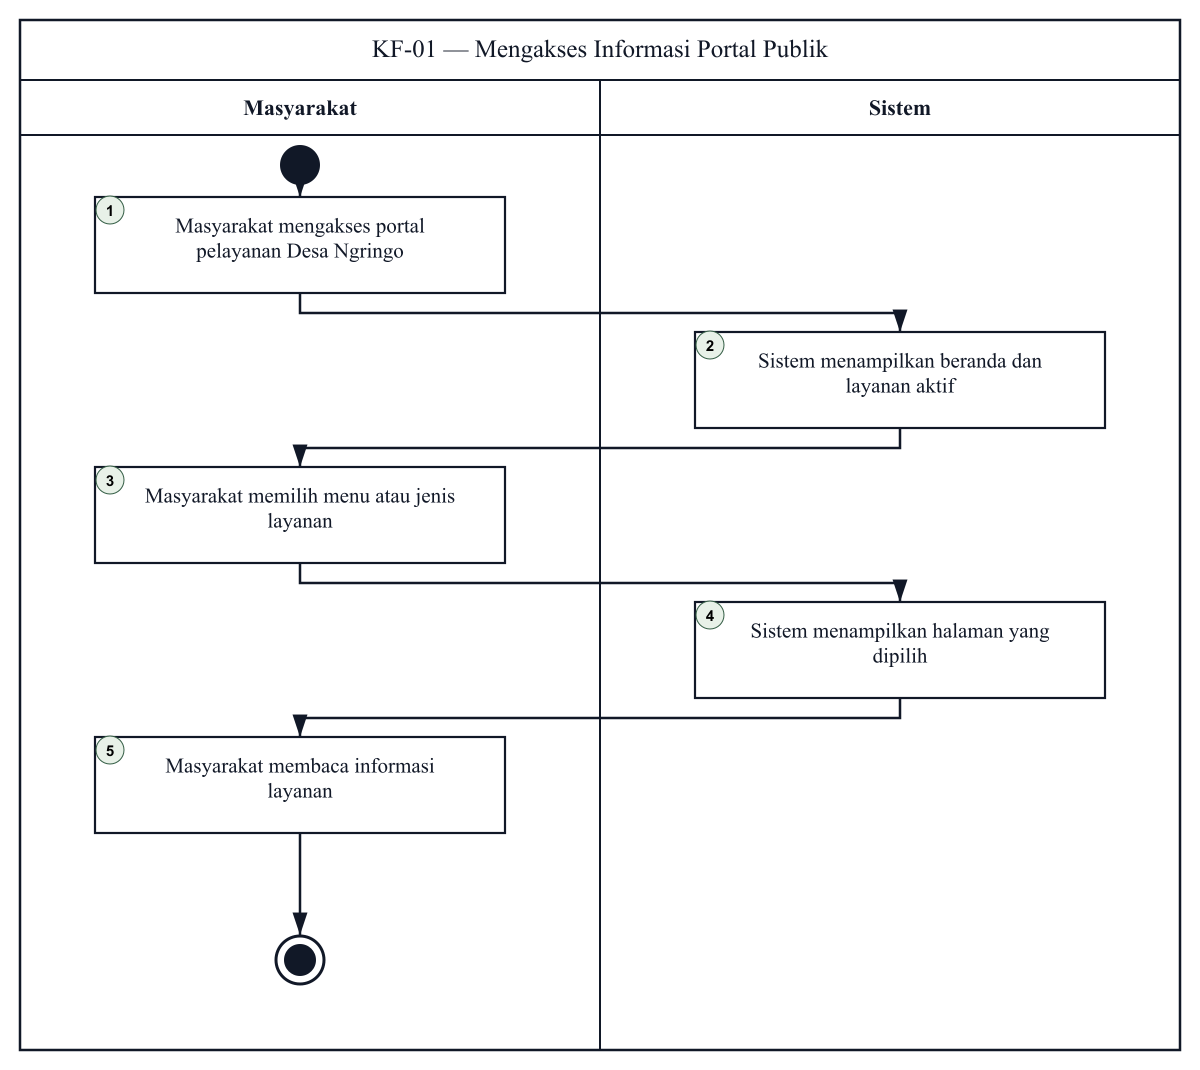 KF-01 — Mengakses Informasi Portal Publik
Masyarakat
Sistem
1
Masyarakat mengakses portal
pelayanan Desa Ngringo
2
Sistem menampilkan beranda dan
layanan aktif
3
Masyarakat memilih menu atau jenis
layanan
4
Sistem menampilkan halaman yang
dipilih
5
Masyarakat membaca informasi
layanan